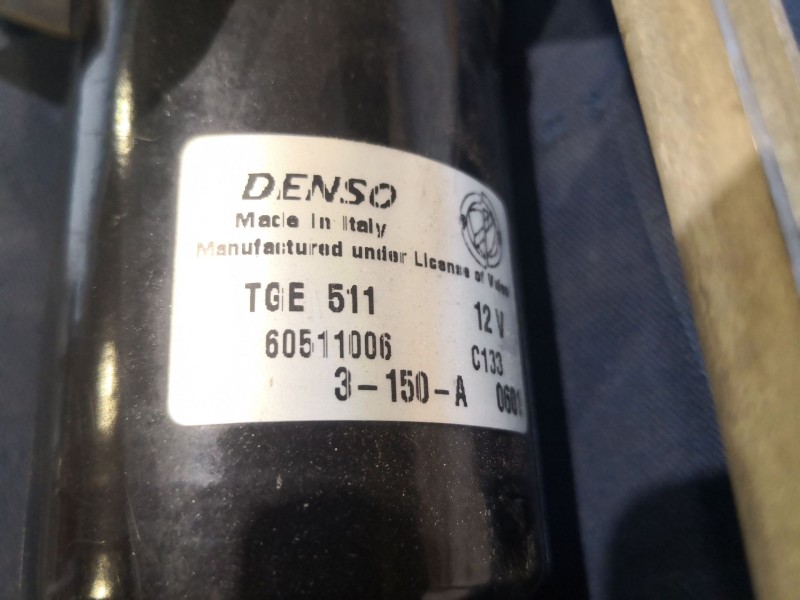 DENSO
Made in Italy
Manufactured under License of
TGE 511
12 V
60511006
C133
3-150-A